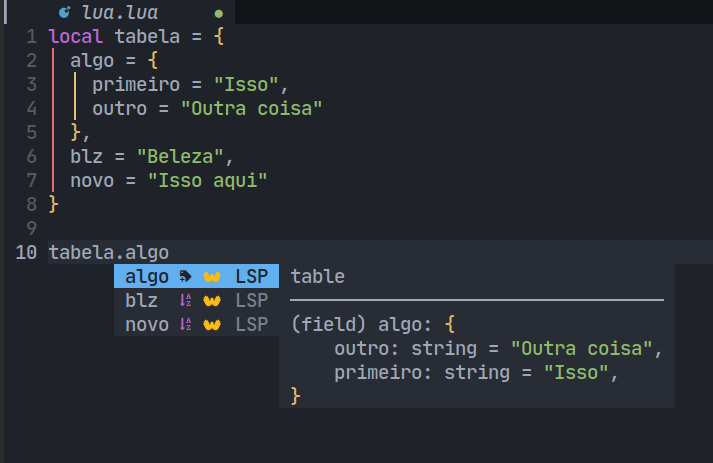 lua.lua
1 local tabela = {
2   algo = {
3     primeiro = "Isso",
4     outro = "Outra coisa"
5   },
6   blz = "Beleza",
7   novo = "Isso aqui"
8 }
9
10 tabela.algo
algo LSP
blz LSP
novo LSP
table
(field) algo: {
    outro: string = "Outra coisa",
    primeiro: string = "Isso",
}